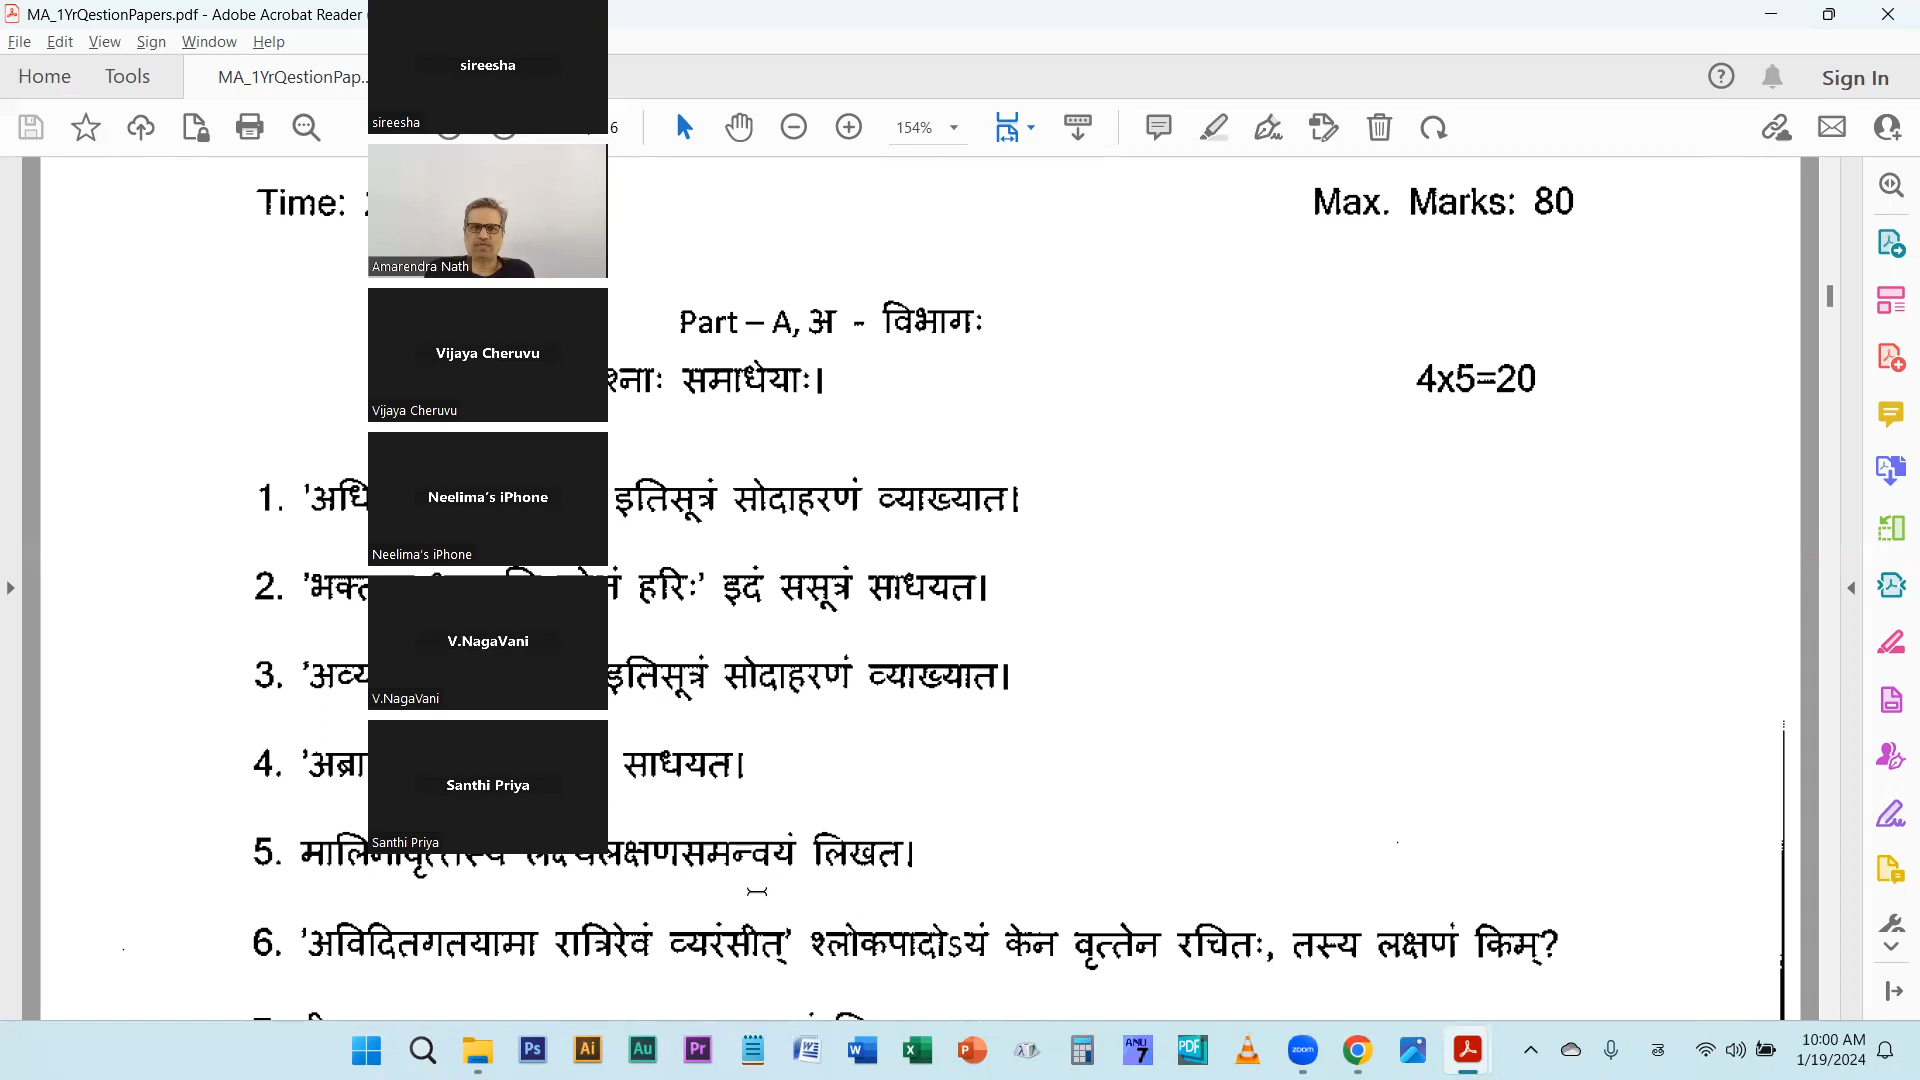 MA_1YrQestionPapers.pdf - Adobe Acrobat Reader
File Edit View Sign Window Help
Home Tools MA_1YrQestionPap... Sign In
6 154%
Time: Max. Marks: 80
Part – A, अ - विभागः
समाधेयाः। 4x5=20
1. इतिसूत्रं सोदाहरणं व्याख्यात।
2. हरिः' इदं ससूत्रं साधयत।
3. इतिसूत्रं सोदाहरणं व्याख्यात।
4. साधयत।
5. लिखत।
6. 'अविदितगतयामा रात्रिरेवं व्यरंसीत्' श्लोकपादोऽयं केन वृत्तेन रचितः, तस्य लक्षणं किम्?
sireesha
sireesha
Amarendra Nath
Vijaya Cheruvu
Vijaya Cheruvu
Neelima's iPhone
Neelima's iPhone
V.NagaVani
V.NagaVani
Santhi Priya
Santhi Priya
10:00 AM
1/19/2024